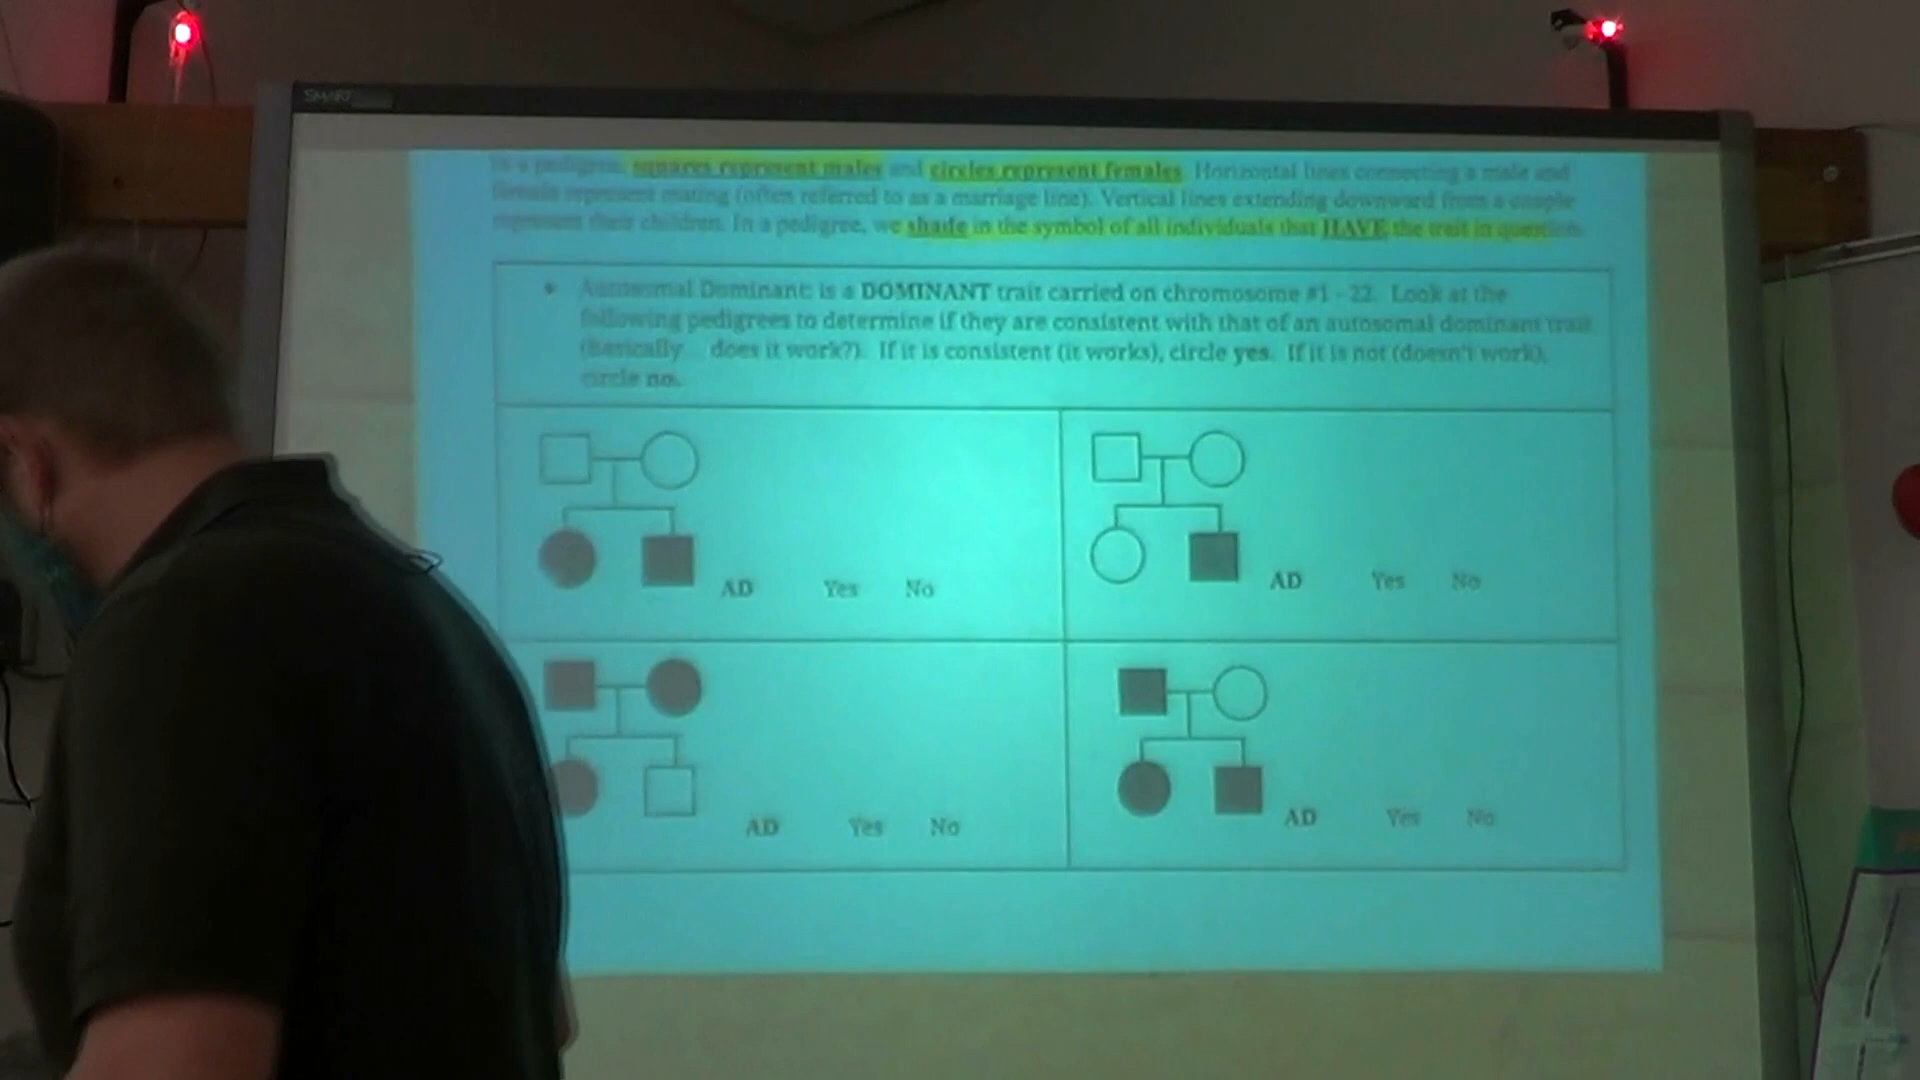 SMART
In a pedigree, squares represent males and circles represent females. Horizontal lines connecting a male and
female represent mating (often referred to as a marriage line). Vertical lines extending downward from a couple
represent their children. In a pedigree, we shade in the symbol of all individuals that HAVE the trait in question.
• Autosomal Dominant: is a DOMINANT trait carried on chromosome #1 - 22. Look at the
following pedigrees to determine if they are consistent with that of an autosomal dominant trait
(basically... does it work?). If it is consistent (it works), circle yes. If it is not (doesn't work),
circle no.
AD Yes No
AD Yes No
AD Yes No
AD Yes No